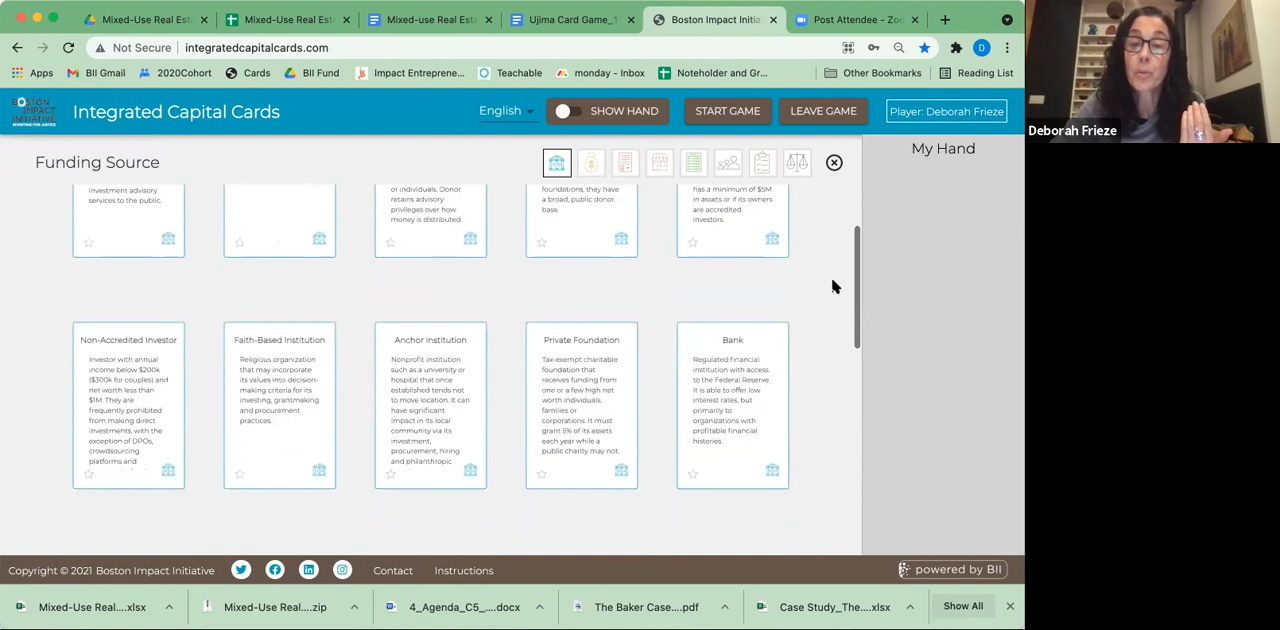 Mixed-Use Real Esta
Mixed-Use Real Esta
Mixed-use Real Esta
Ujima Card Game_1
Boston Impact Initia
Post Attendee - Zoo
Not Secure integratedcapitalcards.com D
Apps BII Gmail 2020Cohort Cards BII Fund Impact Entreprene... Teachable monday - Inbox Noteholder and Gr... Other Bookmarks Reading List
BOSTON IMPACT INITIATIVE
INVESTING FOR JUSTICE
Integrated Capital Cards
English SHOW HAND START GAME LEAVE GAME Player: Deborah Frieze
Deborah Frieze
Funding Source
My Hand
investment advisory
services to the public.
or individuals. Donor
retains advisory
privileges over how
money is distributed.
foundations, they have
a broad, public donor
base.
has a minimum of $5M
in assets or if its owners
are accredited
investors.
Non-Accredited Investor
Investor with annual
income below $200k
($300k for couples) and
net worth less than
$1M. They are
frequently prohibited
from making direct
investments, with the
exception of DPOs,
crowdsourcing
platforms and
Faith-Based Institution
Religious organization
that may incorporate
its values into decision-
making criteria for its
investing, grantmaking
and procurement
practices.
Anchor Institution
Nonprofit institution
such as a university or
hospital that once
established tends not
to move location. It can
have significant
impact in its local
community via its
investment,
procurement, hiring
and philanthropic
Private Foundation
Tax-exempt charitable
foundation that
receives funding from
one or a few high net
worth individuals,
families or
corporations. It must
grant 5% of its assets
each year while a
public charity may not.
Bank
Regulated financial
institution with access
to the Federal Reserve.
It is able to offer low
interest rates, but
primarily to
organizations with
profitable financial
histories.
Copyright © 2021 Boston Impact Initiative Contact Instructions powered by BII
Mixed-Use Real....xlsx Mixed-Use Real....zip 4_Agenda_C5_....docx The Baker Case....pdf Case Study_The....xlsx Show All